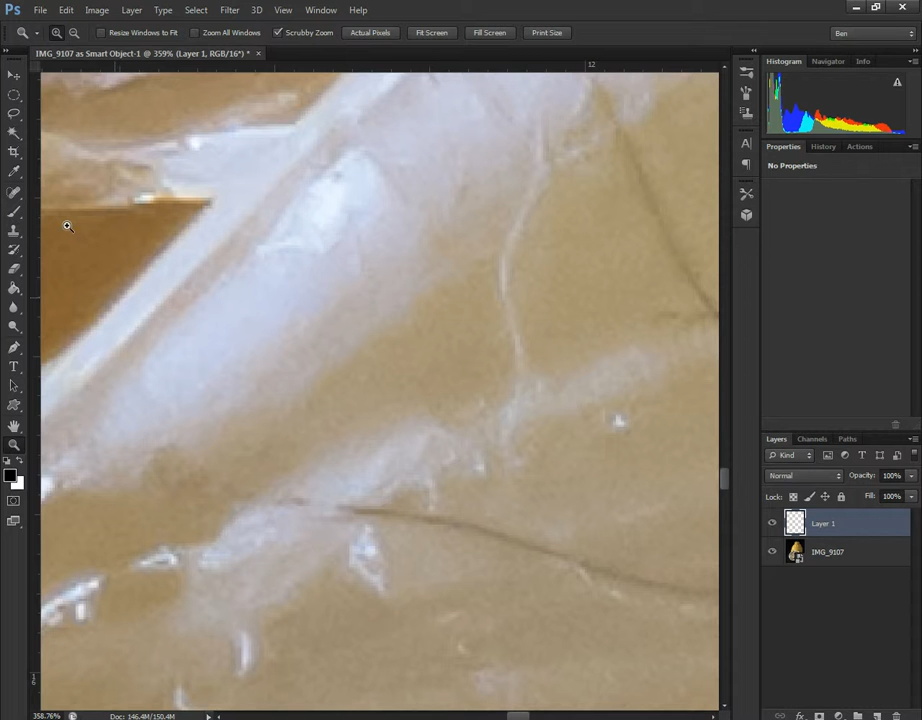 Ps File Edit Image Layer Type Select Filter 3D View Window Help
Resize Windows to Fit Zoom All Windows Scrubby Zoom Actual Pixels Fit Screen Fill Screen Print Size Ben
IMG_9107 as Smart Object-1 @ 359% (Layer 1, RGB/16*) * ×
Histogram Navigator Info
12
Properties History Actions
No Properties
Layers Channels Paths
Kind
Normal Opacity: 100%
Lock: Fill: 100%
Layer 1
IMG_9107
16
358.76% Doc: 146.4M/150.4M